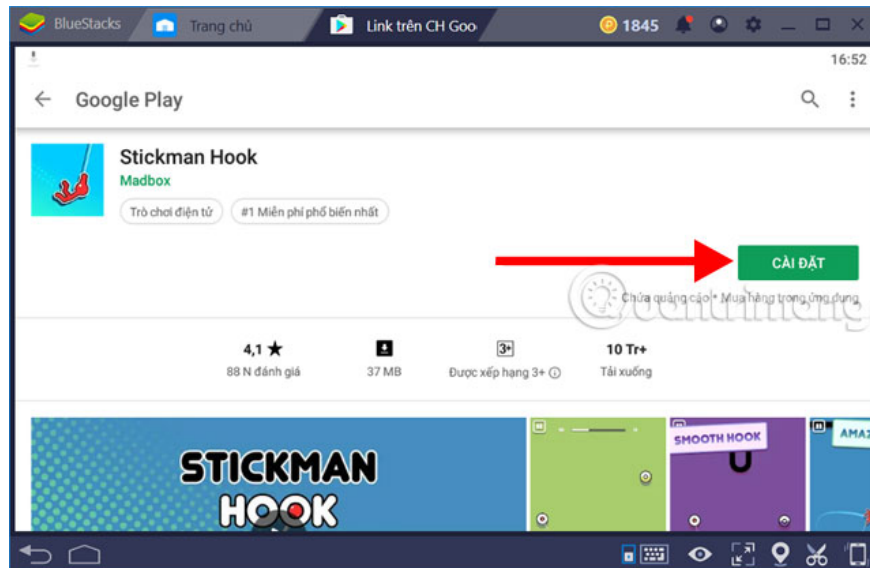 BlueStacks Trang chủ Link trên CH Goo 1845
16:52
Google Play
Stickman Hook
Madbox
Trò chơi điện tử #1 Miễn phí phổ biến nhất
CÀI ĐẶT
Chứa quảng cáo • Mua hàng trong ứng dụng
quantrimang
4,1 ★ 3+ 10 Tr+
88 N đánh giá 37 MB Được xếp hạng 3+ Tải xuống
STICKMAN
HOOK
SMOOTH HOOK
AMAZ